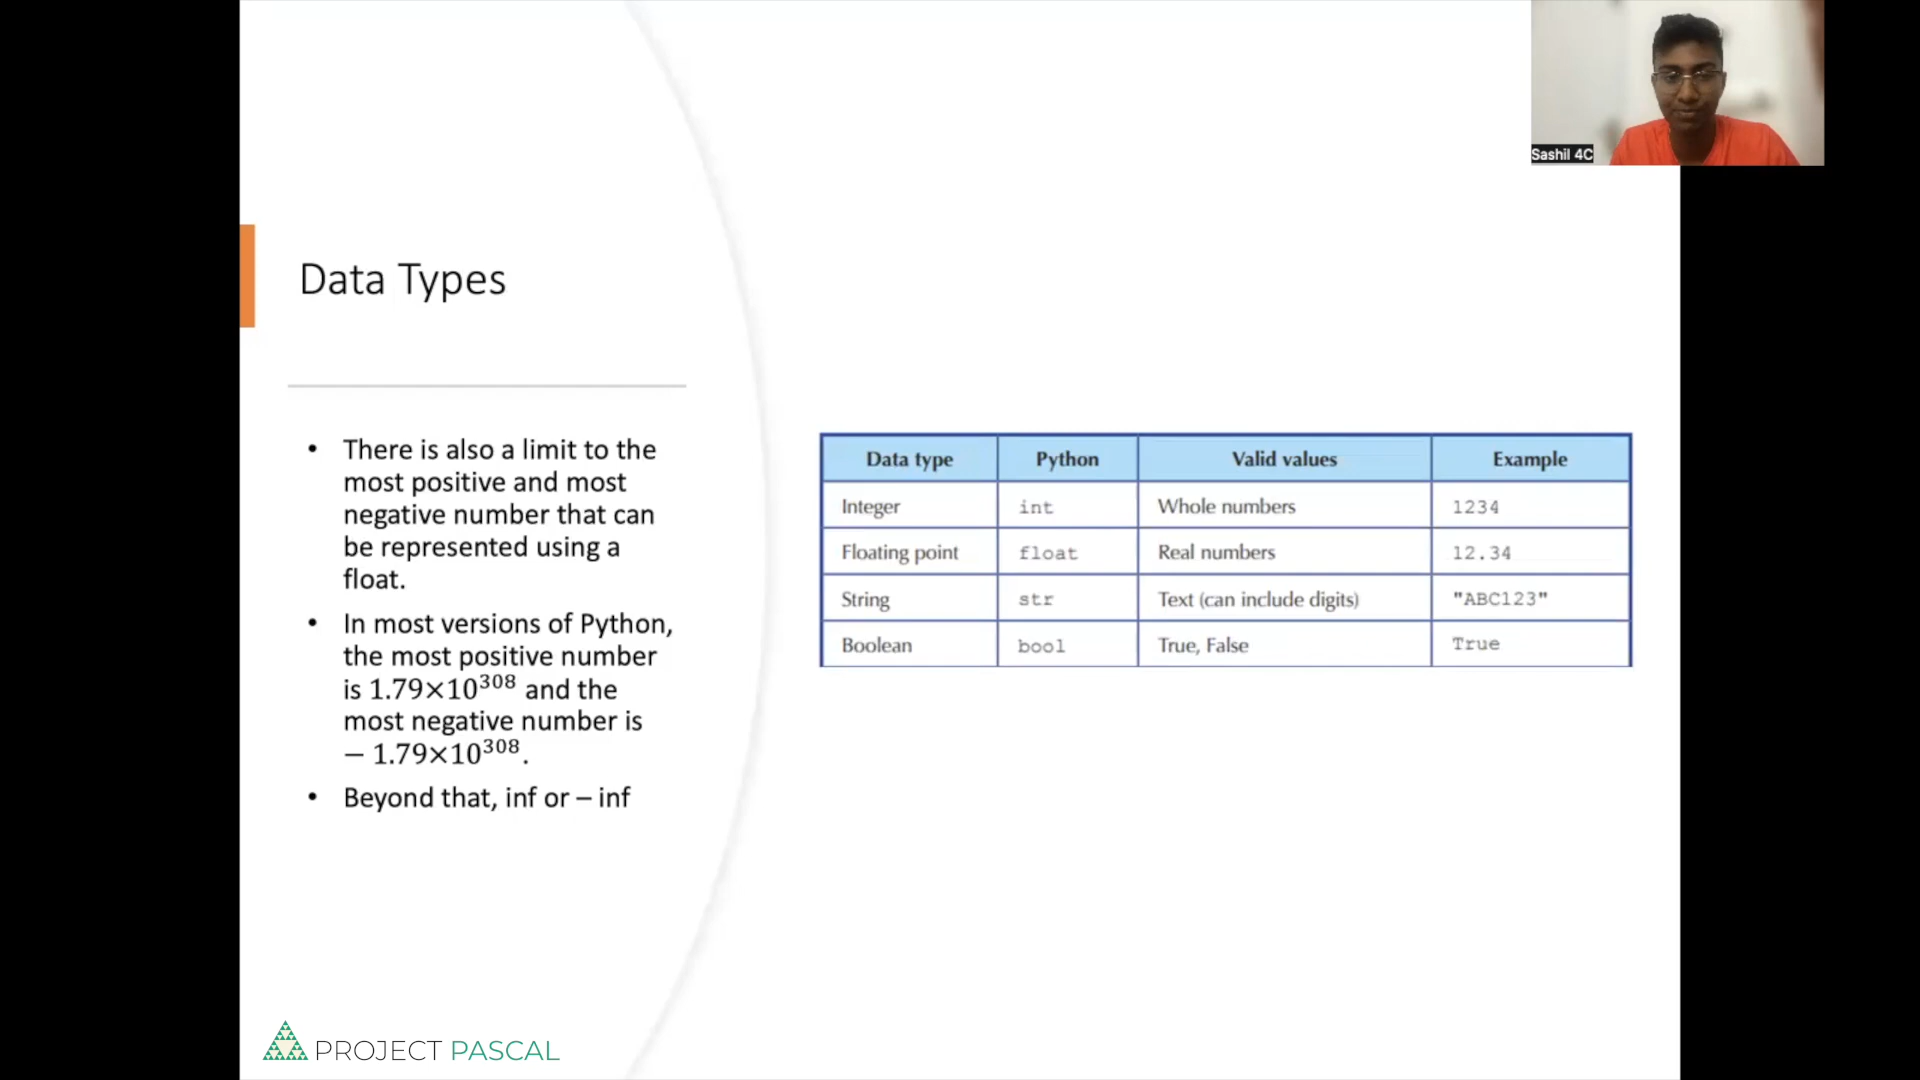 Sashil 4C
Data Types
• There is also a limit to the
most positive and most
negative number that can
be represented using a
float.
• In most versions of Python,
the most positive number
is 1.79×10³⁰⁸ and the
most negative number is
− 1.79×10³⁰⁸.
• Beyond that, inf or – inf
Data type Python Valid values Example
Integer int Whole numbers 1234
Floating point float Real numbers 12.34
String str Text (can include digits) "ABC123"
Boolean bool True, False True
PROJECT PASCAL